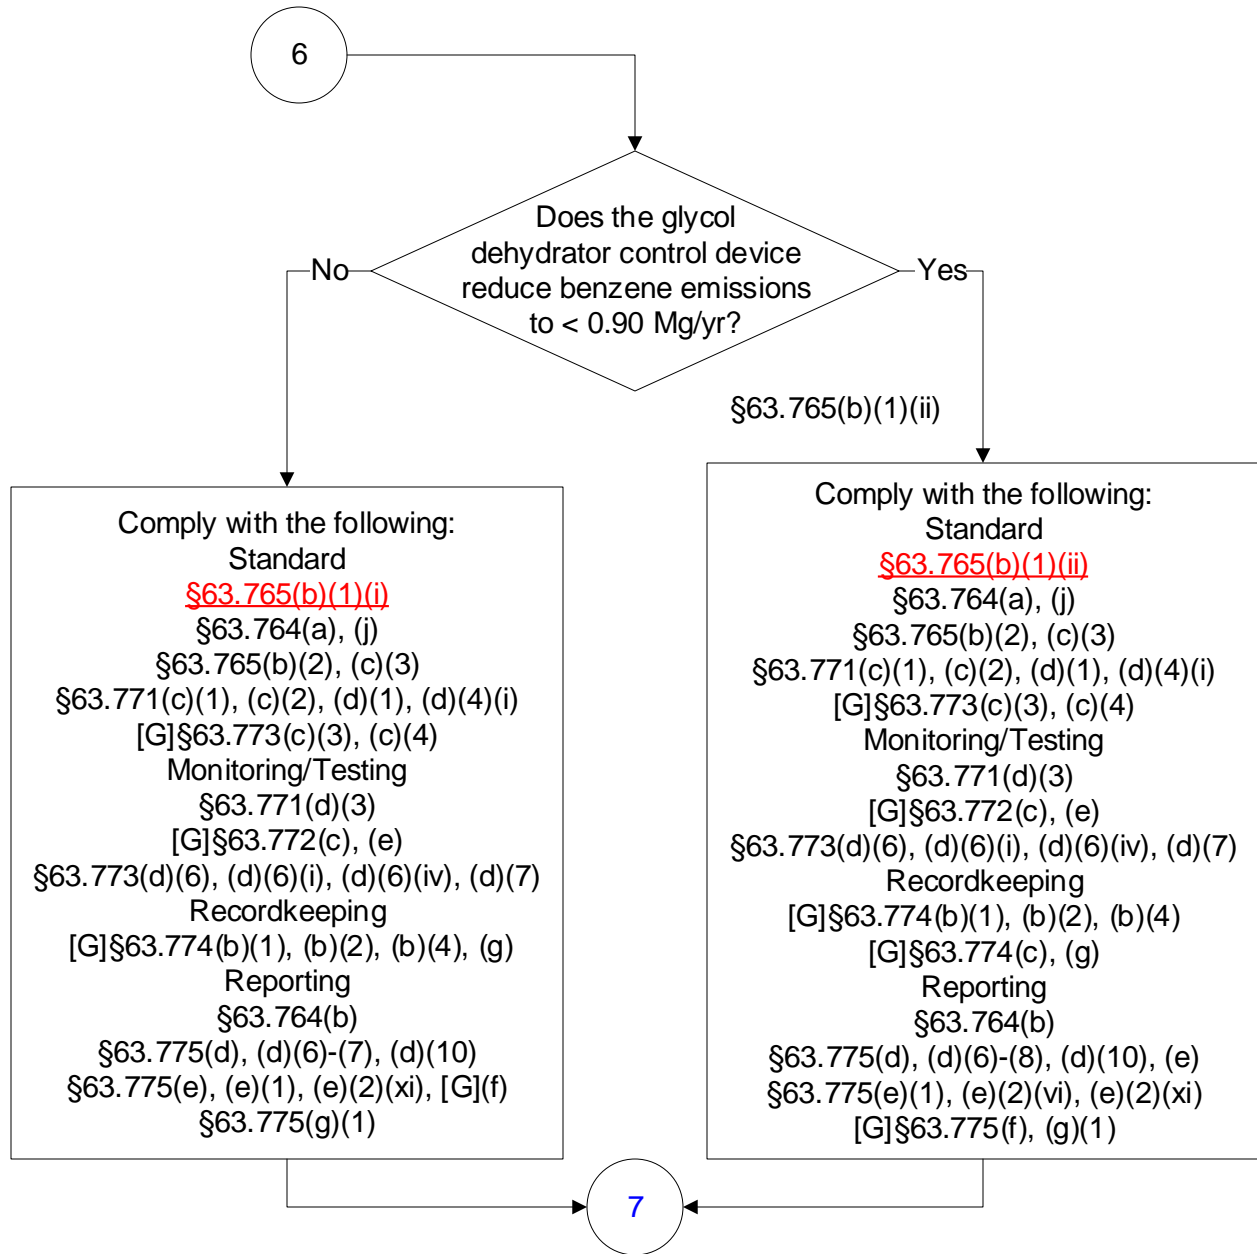 6
Does the glycol
dehydrator control device
reduce benzene emissions
to < 0.90 Mg/yr?
No
Yes
§63.765(b)(1)(ii)
Comply with the following:
Standard
§63.765(b)(1)(i)
§63.764(a), (j)
§63.765(b)(2), (c)(3)
§63.771(c)(1), (c)(2), (d)(1), (d)(4)(i)
[G]§63.773(c)(3), (c)(4)
Monitoring/Testing
§63.771(d)(3)
[G]§63.772(c), (e)
§63.773(d)(6), (d)(6)(i), (d)(6)(iv), (d)(7)
Recordkeeping
[G]§63.774(b)(1), (b)(2), (b)(4), (g)
Reporting
§63.764(b)
§63.775(d), (d)(6)-(7), (d)(10)
§63.775(e), (e)(1), (e)(2)(xi), [G](f)
§63.775(g)(1)
Comply with the following:
Standard
§63.765(b)(1)(ii)
§63.764(a), (j)
§63.765(b)(2), (c)(3)
§63.771(c)(1), (c)(2), (d)(1), (d)(4)(i)
[G]§63.773(c)(3), (c)(4)
Monitoring/Testing
§63.771(d)(3)
[G]§63.772(c), (e)
§63.773(d)(6), (d)(6)(i), (d)(6)(iv), (d)(7)
Recordkeeping
[G]§63.774(b)(1), (b)(2), (b)(4)
[G]§63.774(c), (g)
Reporting
§63.764(b)
§63.775(d), (d)(6)-(8), (d)(10), (e)
§63.775(e)(1), (e)(2)(vi), (e)(2)(xi)
[G]§63.775(f), (g)(1)
7